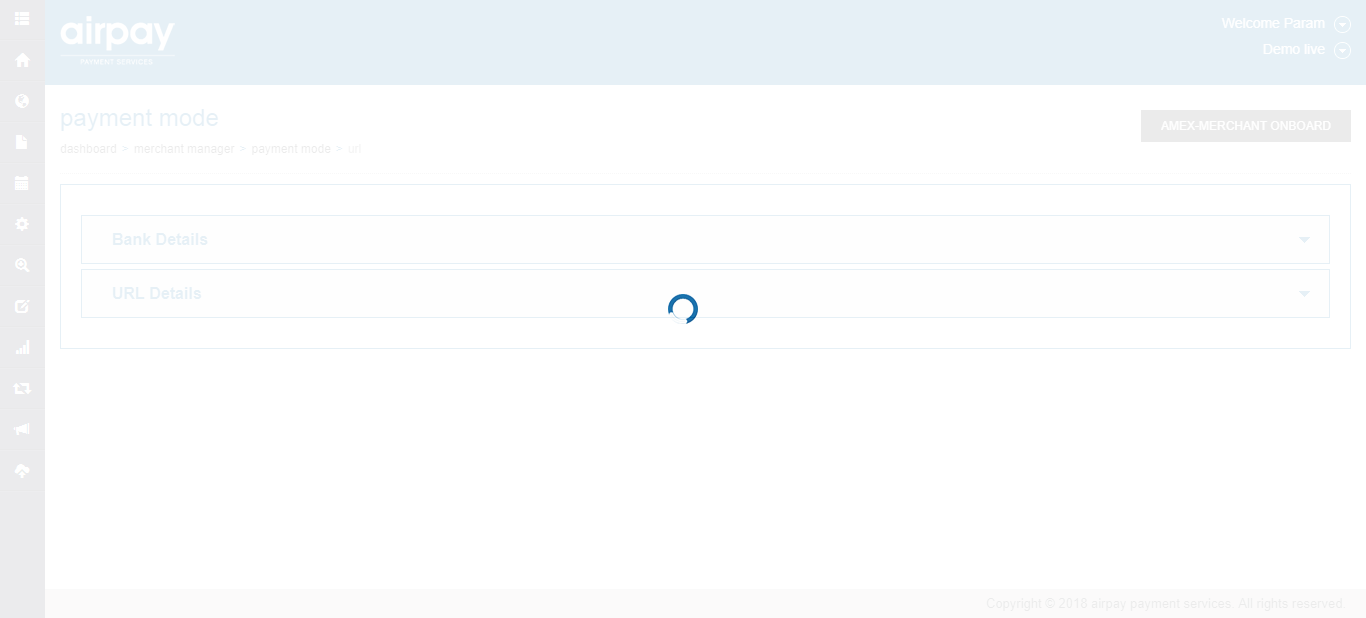 airpay
PAYMENT SERVICES
Welcome Param
Demo live
payment mode
AMEX-MERCHANT ONBOARD
dashboard > merchant manager > payment mode > url
Bank Details
URL Details
Copyright © 2018 airpay payment services. All rights reserved.